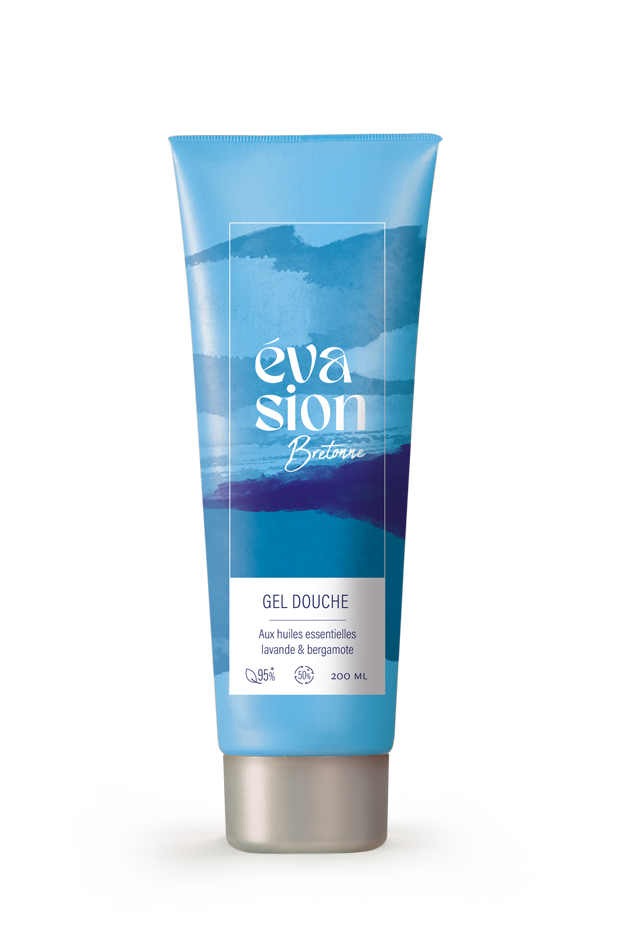 éva
sion
Bretonne
GEL DOUCHE
Aux huiles essentielles
lavande & bergamote
95%* 50% 200 ML